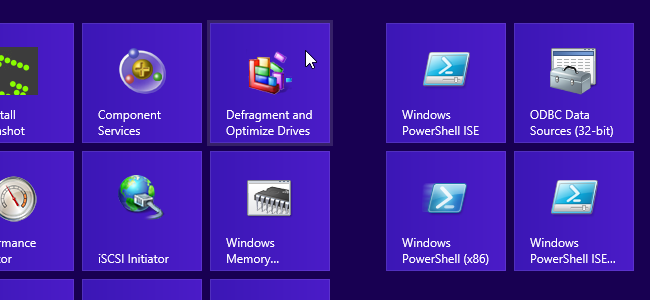 tall
shot
Component
Services
Defragment and
Optimize Drives
Windows
PowerShell ISE
ODBC Data
Sources (32-bit)
rmance
tor
iSCSI Initiator
Windows
Memory...
Windows
PowerShell (x86)
Windows
PowerShell ISE...